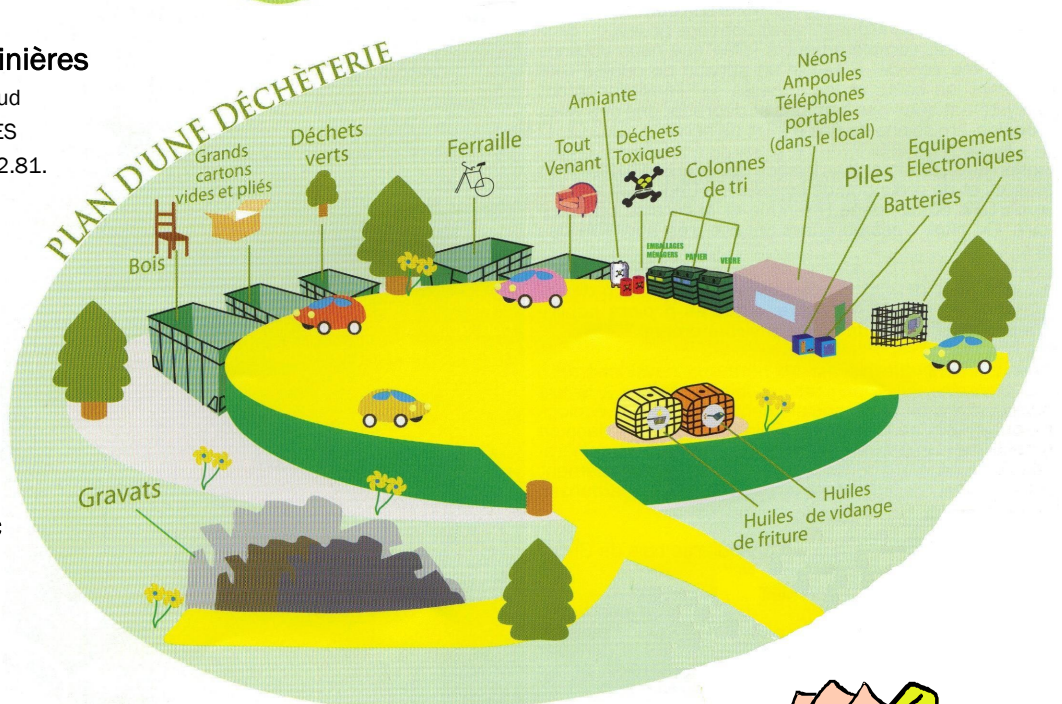 inières
ud
ES
2.81.
PLAN D'UNE DÉCHÈTERIE
Bois
Grands
cartons
vides et pliés
Déchets
verts
Ferraille
Tout
Venant
Amiante
Déchets
Toxiques
Colonnes
de tri
EMBALLAGES
MÉNAGERS
PAPIER
VERRE
Néons
Ampoules
Téléphones
portables
(dans le local)
Piles
Batteries
Equipements
Electroniques
Gravats
Huiles
de friture
Huiles
de vidange